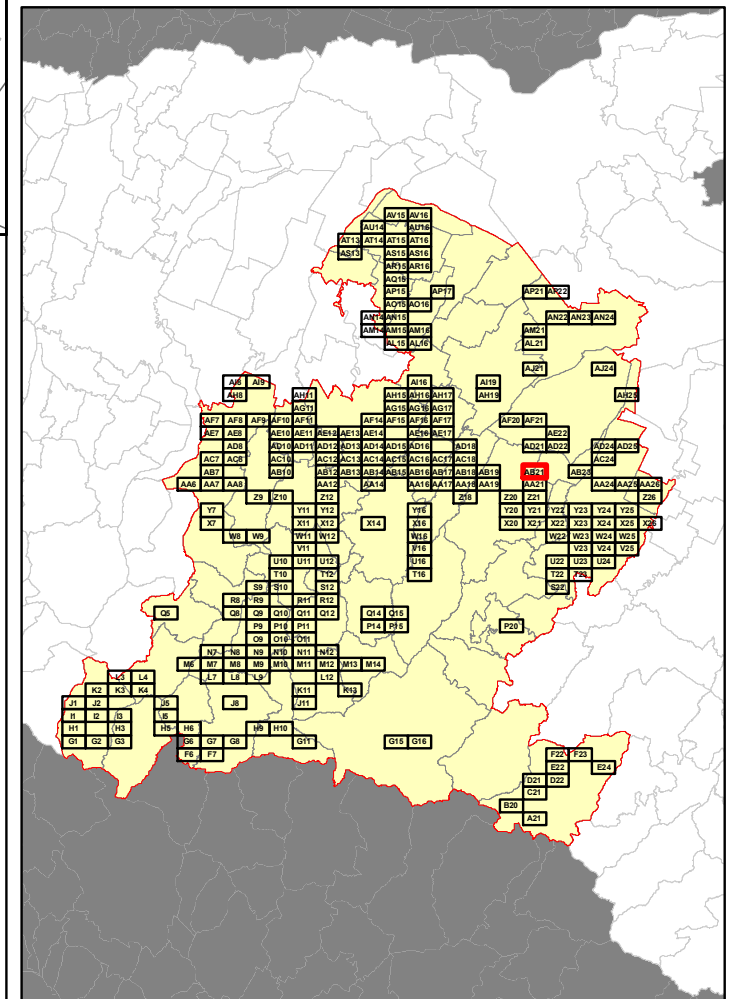 AV15 AV16
AU14 AU16
AT13 AT14 AT15 AT16
AS13 AS15 AS16
AR15 AR16
AQ15
AP15 AP17 AP21 AP22
AO15 AO16
AN14 AN15 AN22 AN23 AN24
AM14 AM15 AM16 AM21
AL15 AL16 AL21
AJ21 AJ24
AI8 AI9 AI16 AI19
AH8 AH11 AH15 AH16 AH17 AH19 AH25
AG11 AG15 AG16 AG17
AF7 AF8 AF9 AF10 AF11 AF14 AF15 AF16 AF17 AF20 AF21
AE7 AE8 AE10 AE11 AE12 AE13 AE14 AE16 AE17 AE22
AD8 AD10 AD11 AD12 AD13 AD14 AD15 AD16 AD18 AD21 AD22 AD24 AD25
AC7 AC8 AC10 AC12 AC13 AC14 AC15 AC16 AC17 AC18 AC24
AB7 AB10 AB12 AB13 AB14 AB15 AB16 AB17 AB18 AB19 AB21 AB23
AA6 AA7 AA8 AA12 AA14 AA16 AA17 AA18 AA19 AA21 AA24 AA25 AA26
Z9 Z10 Z12 Z18 Z20 Z21 Z26
Y7 Y11 Y12 Y16 Y20 Y21 Y22 Y23 Y24 Y25
X7 X11 X12 X14 X16 X20 X21 X22 X23 X24 X25 X26
W8 W9 W11 W12 W16 W22 W23 W24 W25
V11 V16 V23 V24 V25
U10 U11 U12 U16 U22 U23 U24
T10 T12 T16 T22 T23
S9 S10 S12 S22
R8 R9 R11 R12
Q5 Q8 Q9 Q10 Q11 Q12 Q14 Q15
P9 P10 P11 P14 P15 P20
O9 O10 O11
N7 N8 N9 N10 N11 N12
M6 M7 M8 M9 M10 M11 M12 M13 M14
L3 L4 L7 L8 L9 L12
K2 K3 K4 K11 K13
J1 J2 J5 J8 J11
I1 I2 I3 I5
H1 H3 H5 H6 H9 H10
G1 G2 G3 G6 G7 G8 G11 G15 G16
F6 F7 F22 F23
E22 E24
D21 D22
C21
B20
A21